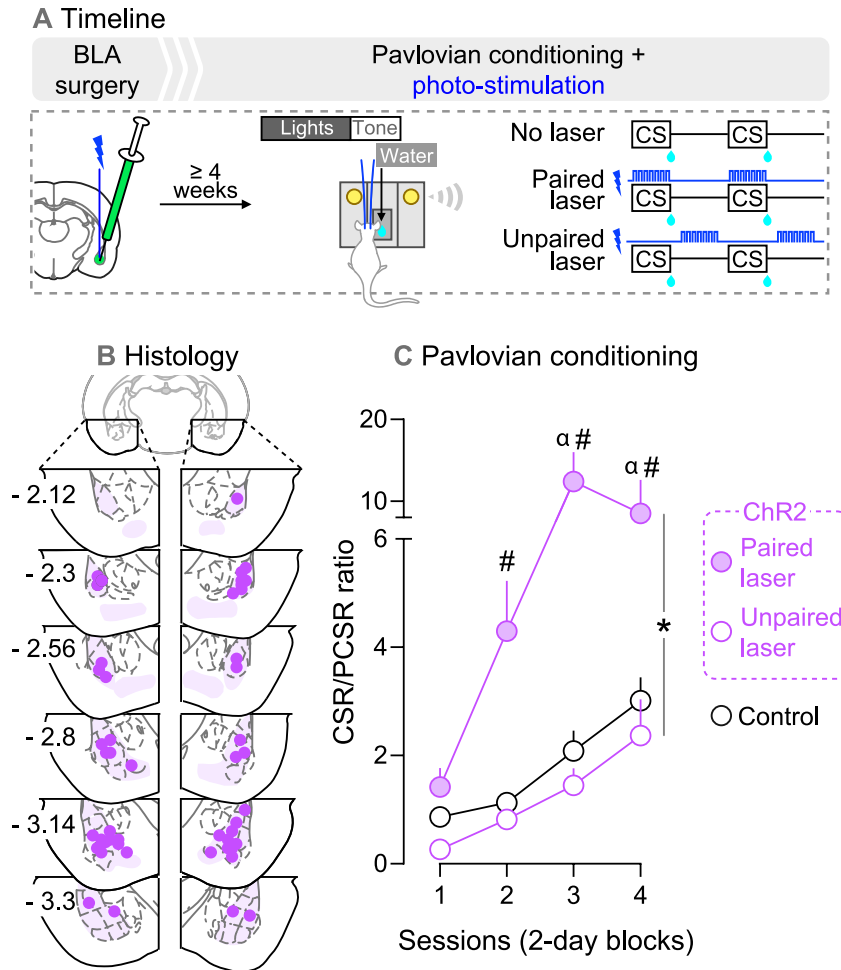 A Timeline
BLA
surgery
Pavlovian conditioning +
photo-stimulation
≥ 4
weeks
Lights
Tone
Water
No laser
CS
CS
Paired
laser
CS
CS
Unpaired
laser
CS
CS
B Histology
- 2.12
- 2.3
- 2.56
- 2.8
- 3.14
- 3.3
C Pavlovian conditioning
CSR/PCSR ratio
20
10
6
4
2
0
#
α #
α #
*
1 2 3 4
Sessions (2-day blocks)
ChR2
Paired
laser
Unpaired
laser
Control